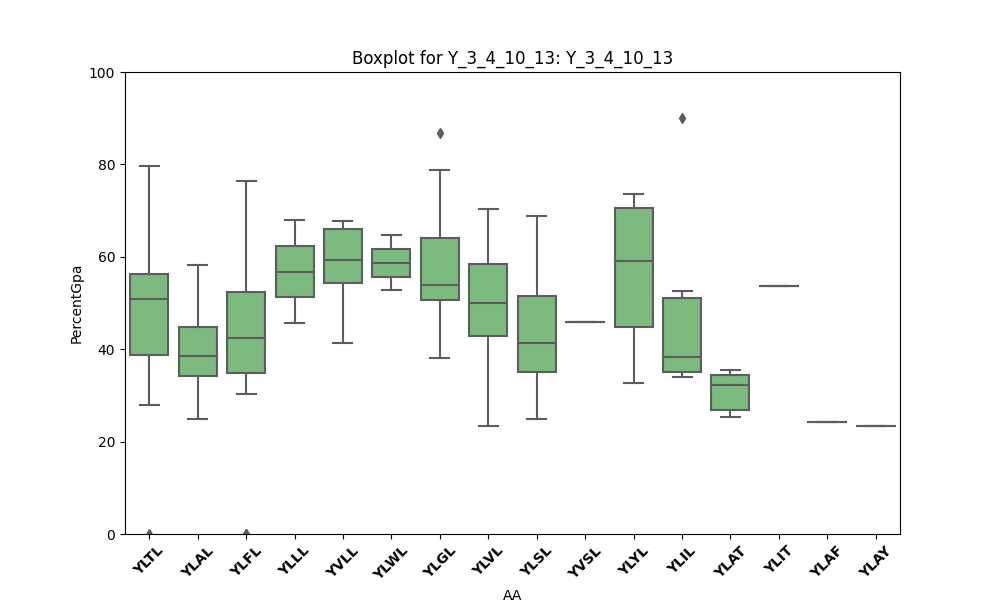 Boxplot for Y_3_4_10_13: Y_3_4_10_13
100
80
60
40
20
0
PercentGpa
YLTL
YLAL
YLFL
YLLL
YVLL
YLWL
YLGL
YLVL
YLSL
YVSL
YLYL
YLIL
YLAT
YLIT
YLAF
YLAY
AA